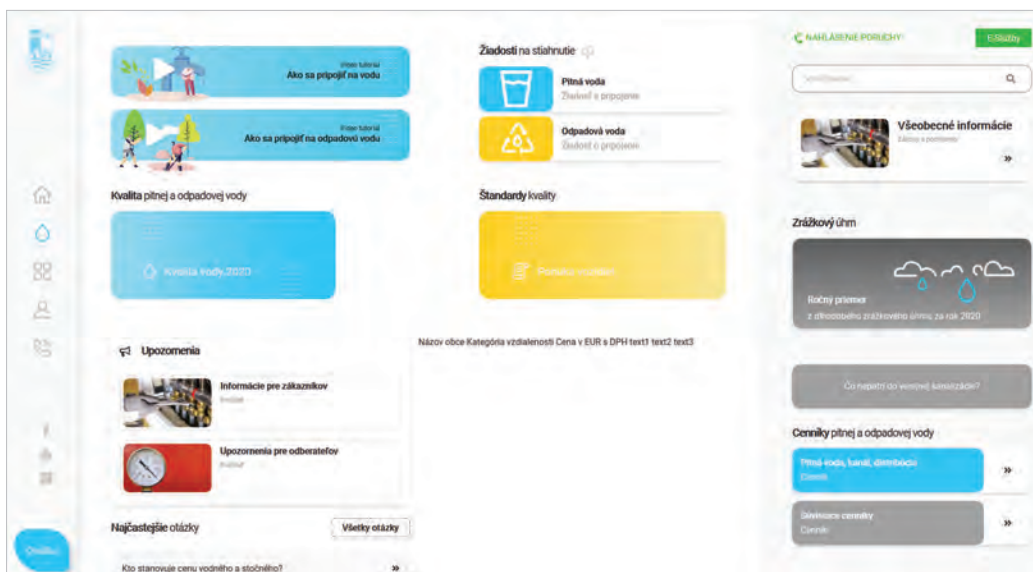 Video tutorial
Ako sa pripojiť na vodu
Video tutorial
Ako sa pripojiť na odpadovú vodu
Kvalita pitnej a odpadovej vody
Kvalita vody 2020
Upozornenia
Informácie pre zákazníkov
Upozornenia pre odberateľov
Najčastejšie otázky
Všetky otázky
Kto stanovuje cenu vodného a stočného?
Žiadosti na stiahnutie
Pitná voda
Žiadosť o pripojenie
Odpadová voda
Žiadosť o pripojenie
Štandardy kvality
Názov obce Kategória vzdialenosti Cena v EUR s DPH text1 text2 text3
NAHLÁSENIE PORUCHY
E-Služby
Všeobecné informácie
Zrážkový úhrn
Ročný priemer
z dlhodobého zrážkového úhrnu za rok 2020
Čo nepatrí do verejnej kanalizácie?
Cenníky pitnej a odpadovej vody
Pitná voda, kanál, distribúcia
Cenník
Súvisiace cenníky
Cenník